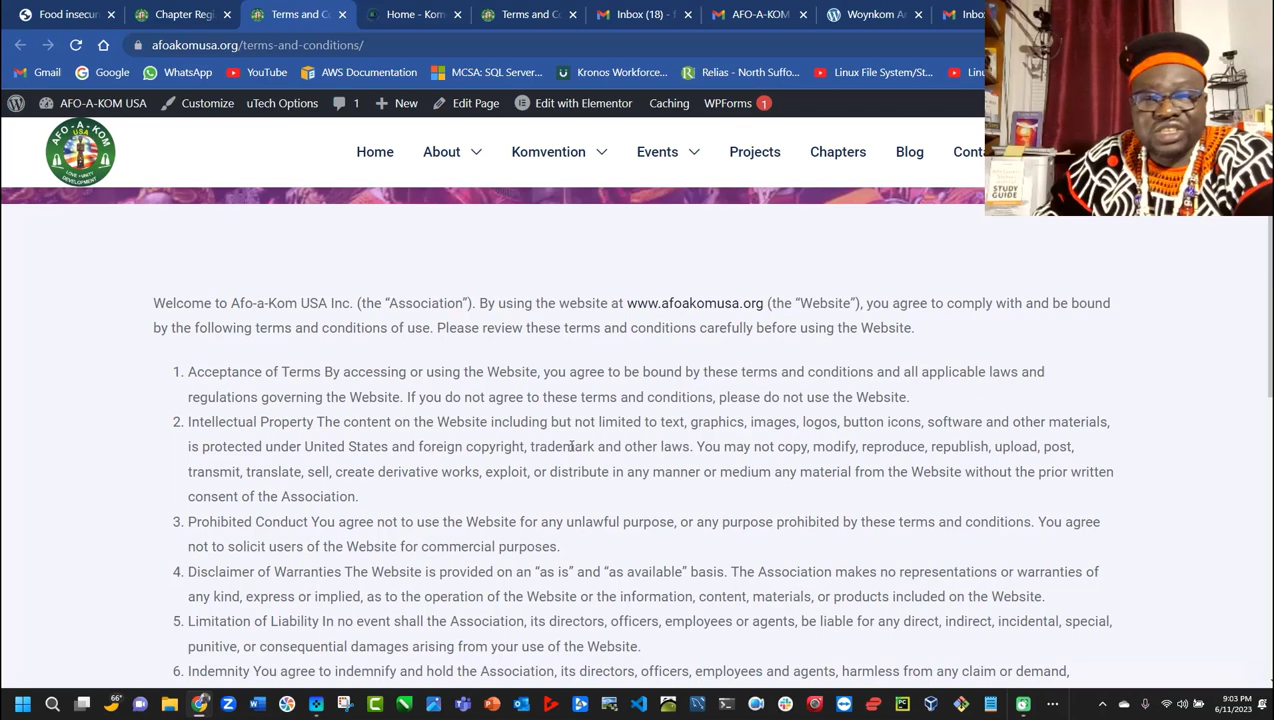 Food insecu
Chapter Regi
Terms and Co
Home - Kom
Terms and Co
Inbox (18) - f
AFO-A-KOM
Woynkom A
Inbo
afoakomusa.org/terms-and-conditions/
Gmail
Google
WhatsApp
YouTube
AWS Documentation
MCSA: SQL Server...
Kronos Workforce...
Relias - North Suffo...
Linux File System/St...
Linu
AFO-A-KOM USA
Customize
uTech Options
1
New
Edit Page
Edit with Elementor
Caching
WPForms 1
AFO-A-KOM
USA
LOVE UNITY
DEVELOPMENT
Home
About
Komvention
Events
Projects
Chapters
Blog
Conta
STUDY
GUIDE
Welcome to Afo-a-Kom USA Inc. (the “Association”). By using the website at www.afoakomusa.org (the “Website”), you agree to comply with and be bound
by the following terms and conditions of use. Please review these terms and conditions carefully before using the Website.
1. Acceptance of Terms By accessing or using the Website, you agree to be bound by these terms and conditions and all applicable laws and
regulations governing the Website. If you do not agree to these terms and conditions, please do not use the Website.
2. Intellectual Property The content on the Website including but not limited to text, graphics, images, logos, button icons, software and other materials,
is protected under United States and foreign copyright, trademark and other laws. You may not copy, modify, reproduce, republish, upload, post,
transmit, translate, sell, create derivative works, exploit, or distribute in any manner or medium any material from the Website without the prior written
consent of the Association.
3. Prohibited Conduct You agree not to use the Website for any unlawful purpose, or any purpose prohibited by these terms and conditions. You agree
not to solicit users of the Website for commercial purposes.
4. Disclaimer of Warranties The Website is provided on an “as is” and “as available” basis. The Association makes no representations or warranties of
any kind, express or implied, as to the operation of the Website or the information, content, materials, or products included on the Website.
5. Limitation of Liability In no event shall the Association, its directors, officers, employees or agents, be liable for any direct, indirect, incidental, special,
punitive, or consequential damages arising from your use of the Website.
6. Indemnity You agree to indemnify and hold the Association, its directors, officers, employees and agents, harmless from any claim or demand,
66°
9:03 PM
6/11/2023